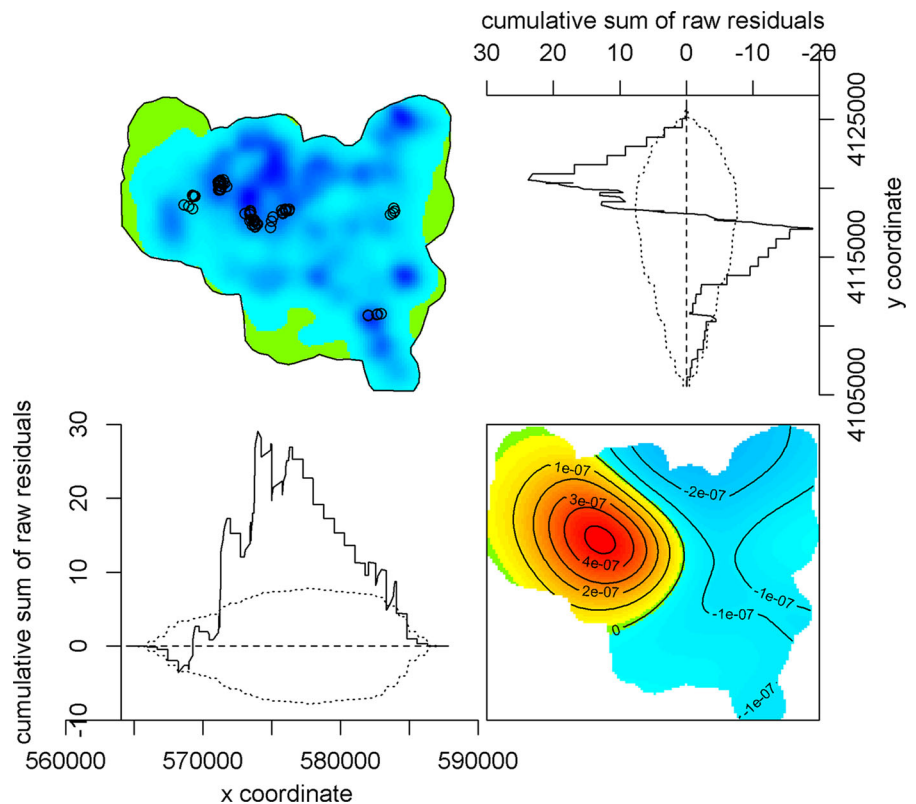 cumulative sum of raw residuals
30 20 10 0 -10 -20
4125000
4115000
4105000
y coordinate
cumulative sum of raw residuals
30
20
10
0
-10
560000 570000 580000 590000
x coordinate
1e-07
3e-07
4e-07
2e-07
0
-2e-07
-1e-07
-1e-07
-1e-07